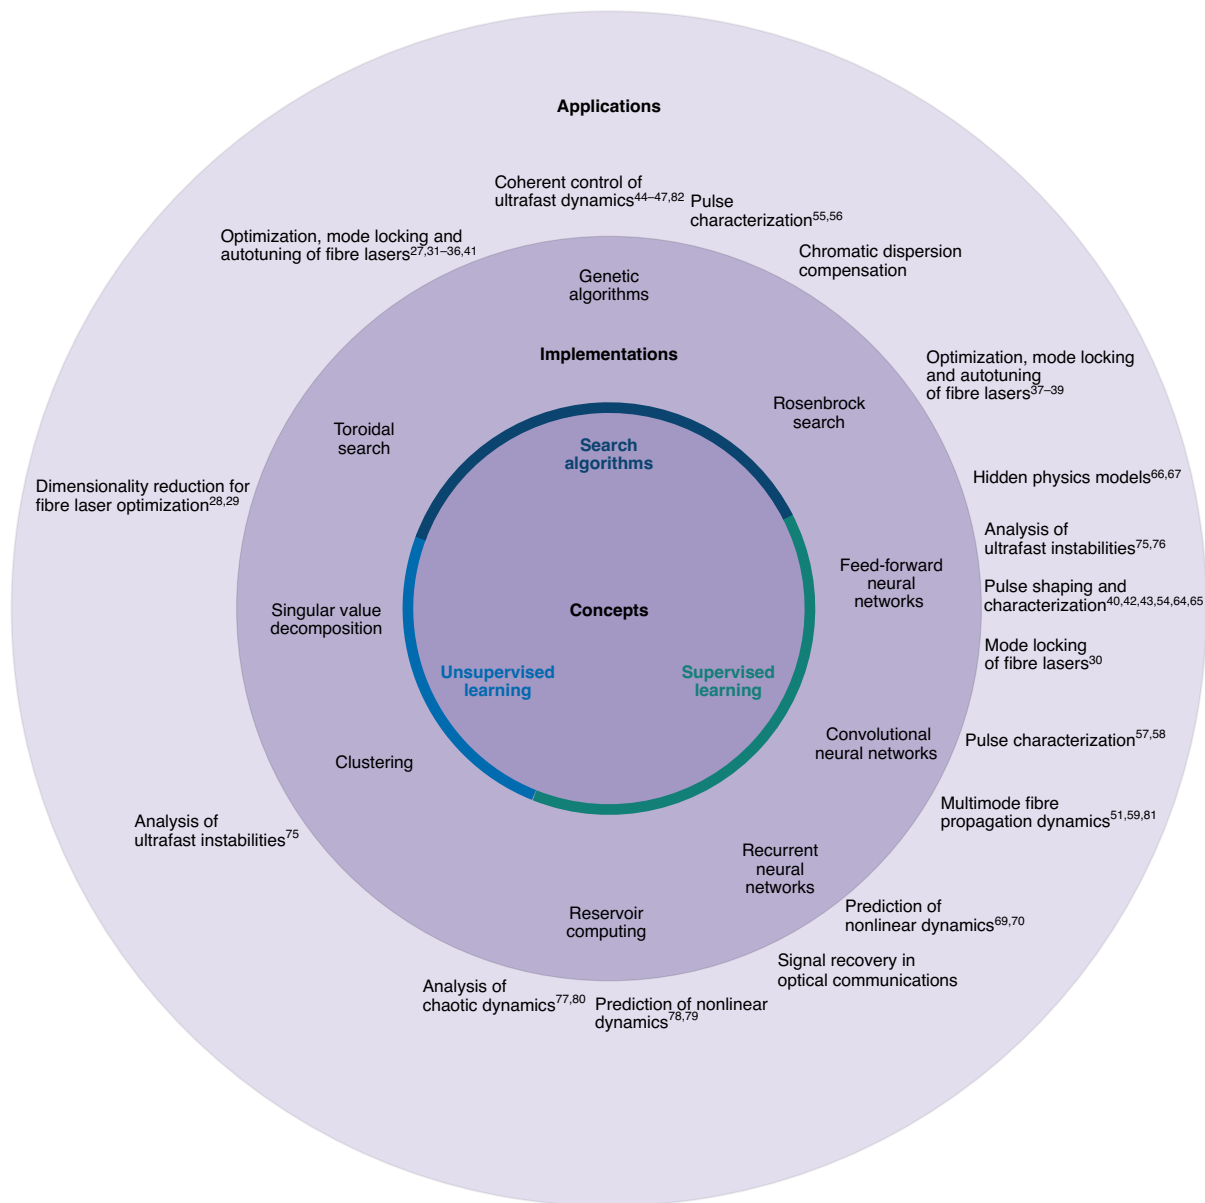 Applications
Coherent control of
ultrafast dynamics44–47,82
Pulse
characterization55,56
Optimization, mode locking and
autotuning of fibre lasers27,31–36,41
Chromatic dispersion
compensation
Genetic
algorithms
Implementations
Optimization, mode locking
and autotuning
of fibre lasers37–39
Rosenbrock
search
Toroidal
search
Search
algorithms
Hidden physics models66,67
Dimensionality reduction for
fibre laser optimization28,29
Analysis of
ultrafast instabilities75,76
Feed-forward
neural
networks
Pulse shaping and
characterization40,42,43,54,64,65
Singular value
decomposition
Concepts
Mode locking
of fibre lasers30
Unsupervised
learning
Supervised
learning
Convolutional
neural networks
Pulse characterization57,58
Clustering
Multimode fibre
propagation dynamics51,59,81
Analysis of
ultrafast instabilities75
Recurrent
neural
networks
Reservoir
computing
Prediction of
nonlinear dynamics69,70
Signal recovery in
optical communications
Analysis of
chaotic dynamics77,80
Prediction of nonlinear
dynamics78,79